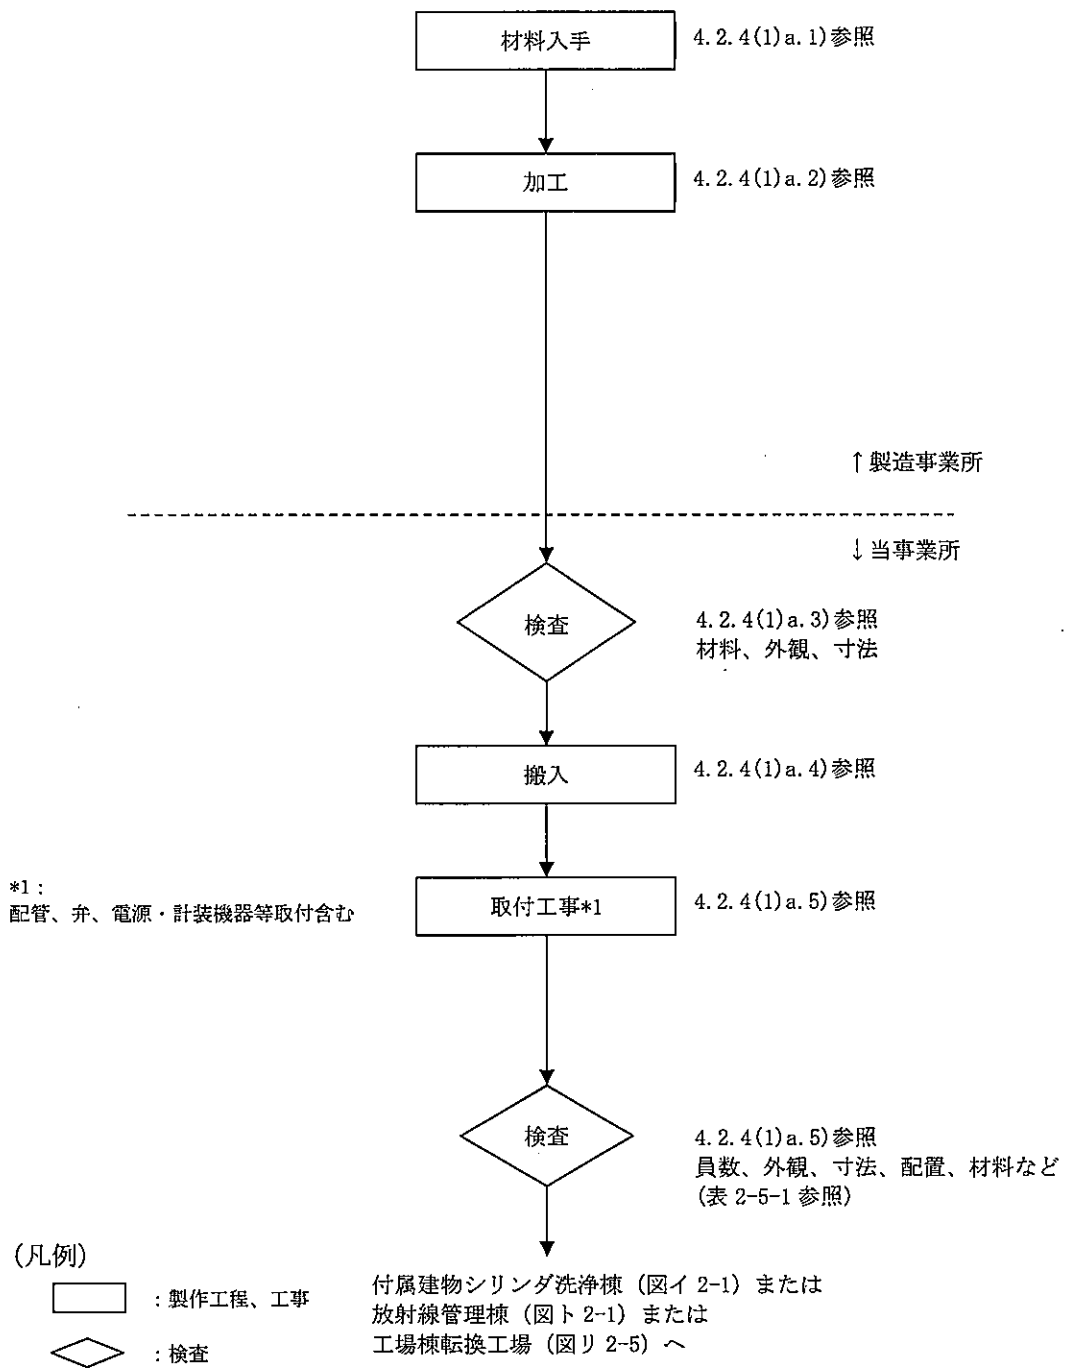 材料入手
4.2.4(1)a.1)参照
加工
4.2.4(1)a.2)参照
↑製造事業所
↓当事業所
検査
4.2.4(1)a.3)参照
材料、外観、寸法
搬入
4.2.4(1)a.4)参照
*1:
配管、弁、電源・計装機器等取付含む
取付工事*1
4.2.4(1)a.5)参照
検査
4.2.4(1)a.5)参照
員数、外観、寸法、配置、材料など
(表 2-5-1 参照)
(凡例)
:製作工程、工事
:検査
付属建物シリンダ洗浄棟(図イ 2-1)または
放射線管理棟(図ト 2-1)または
工場棟転換工場(図リ 2-5)へ